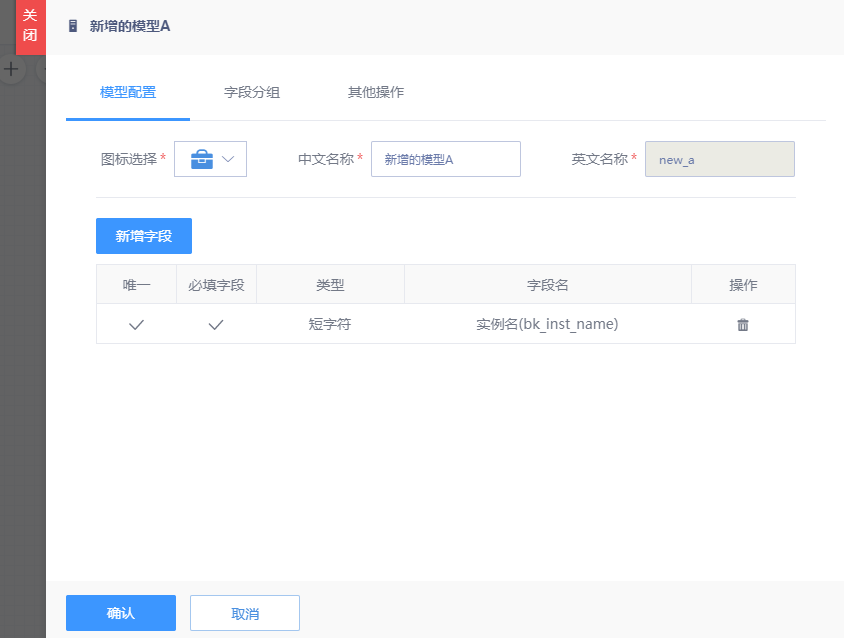 关闭
新增的模型A
模型配置 字段分组 其他操作
图标选择* 中文名称* 新增的模型A 英文名称* new_a
新增字段
唯一 必填字段 类型 字段名 操作
短字符 实例名(bk_inst_name)
确认 取消